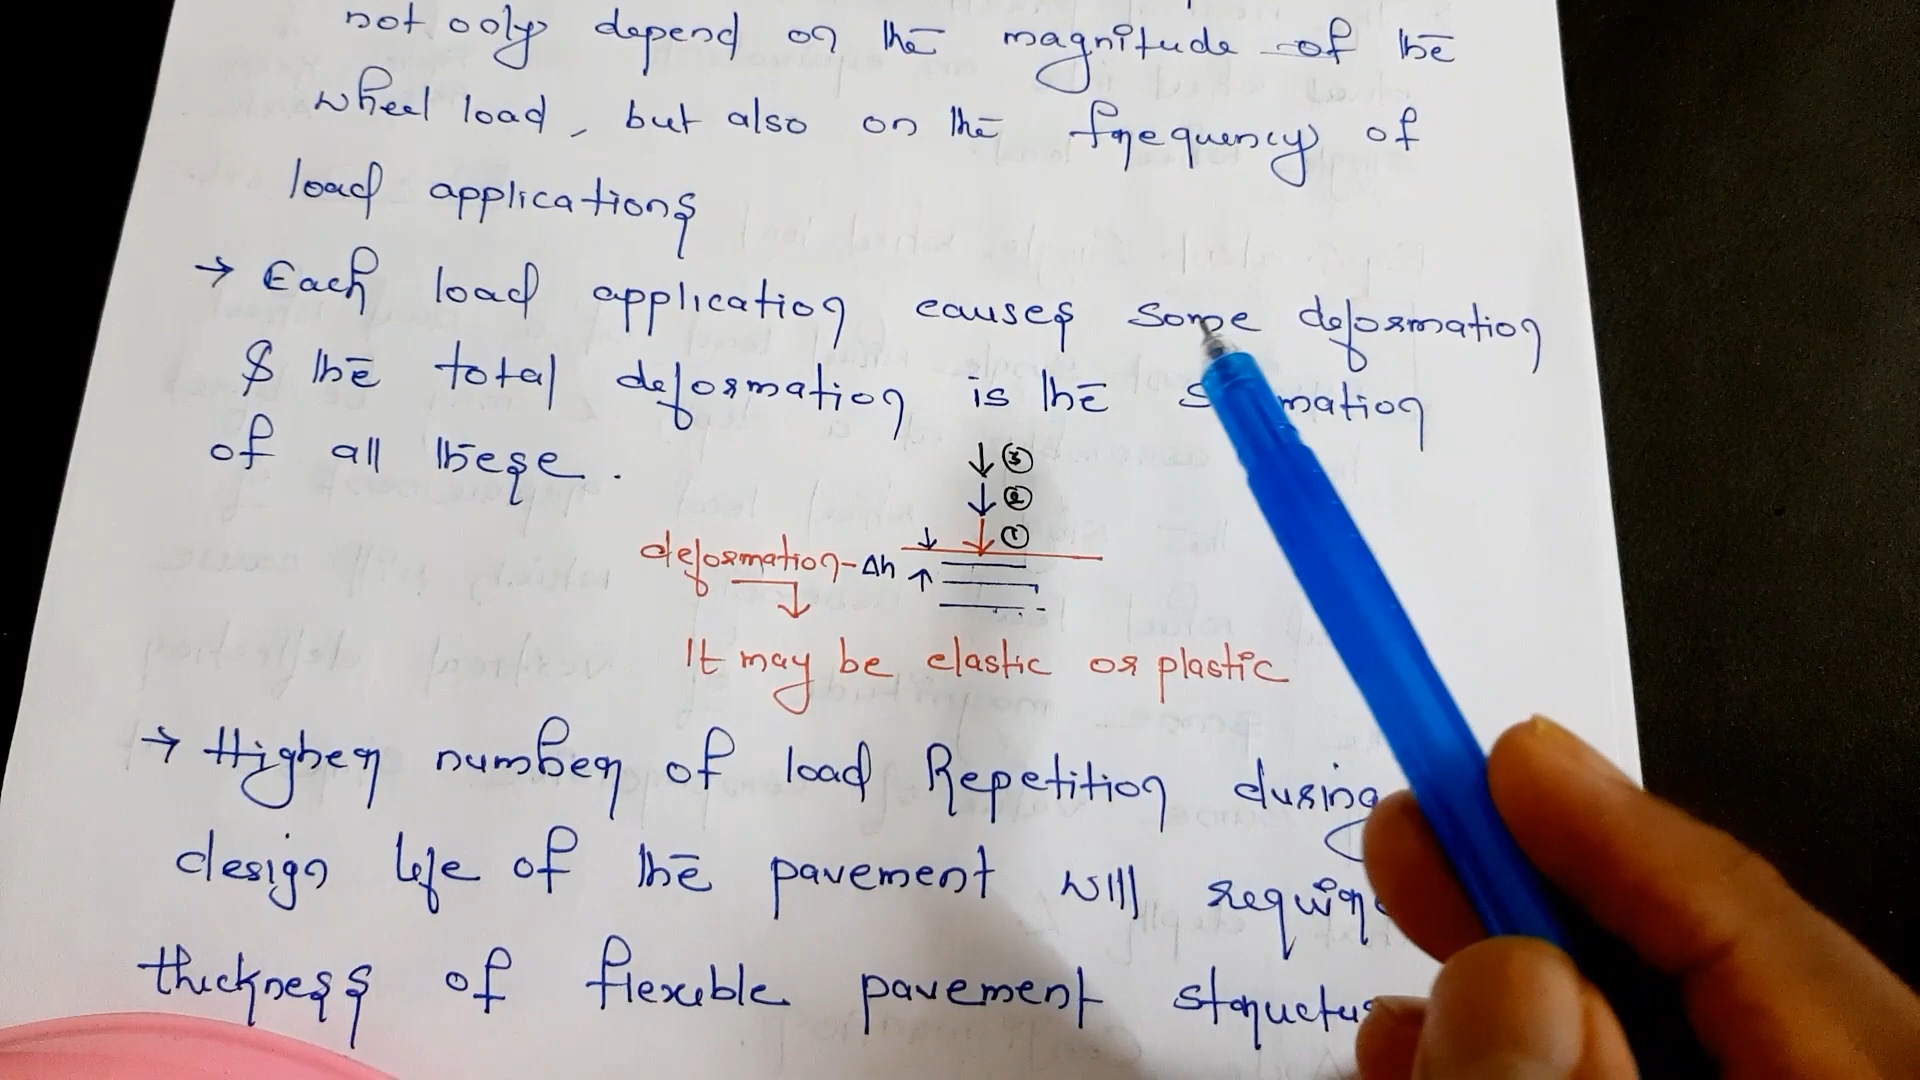 not only depend on the magnitude of the
wheel load, but also on the frequency of
load applications
→ Each load application causes some deformation
& the total deformation is the mation
of all these.
↓ ③
↓ ②
↓ ①
deformation - Δh
It may be elastic or plastic
→ Higher number of load Repetition during
design life of the pavement will require
thickness of flexible pavement